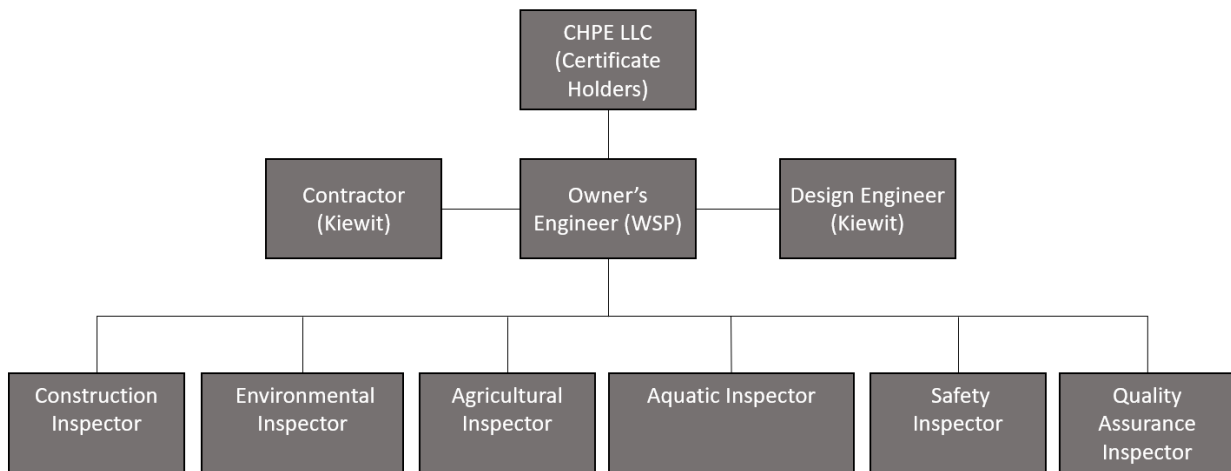 CHPE LLC
(Certificate
Holders)
Contractor
(Kiewit)
Owner’s
Engineer (WSP)
Design Engineer
(Kiewit)
Construction
Inspector
Environmental
Inspector
Agricultural
Inspector
Aquatic Inspector
Safety
Inspector
Quality
Assurance
Inspector